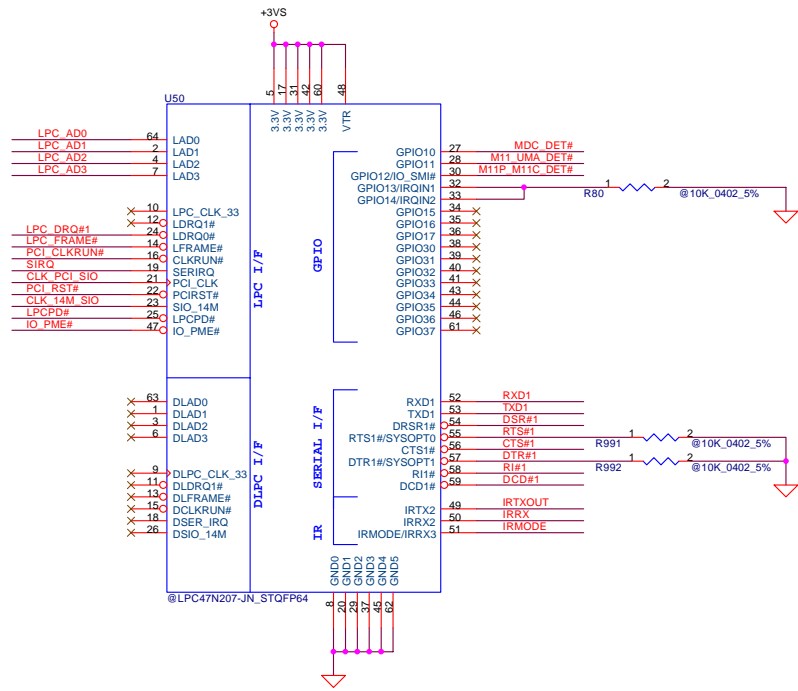 +3VS
U50
5 17 31 42 60 48
3.3V 3.3V 3.3V 3.3V 3.3V VTR
LPC_AD0 64 LAD0
LPC_AD1 2 LAD1
LPC_AD2 4 LAD2
LPC_AD3 7 LAD3
10 LPC_CLK_33
12 LDRQ1#
LPC_DRQ#1 24 LDRQ0#
LPC_FRAME# 14 LFRAME#
PCI_CLKRUN# 16 CLKRUN#
SIRQ 19 SERIRQ
CLK_PCI_SIO 21 PCI_CLK
PCI_RST# 22 PCIRST#
CLK_14M_SIO 23 SIO_14M
LPCPD# 25 LPCPD#
IO_PME# 47 IO_PME#
LPC I/F
63 DLAD0
1 DLAD1
3 DLAD2
6 DLAD3
9 DLPC_CLK_33
11 DLDRQ1#
13 DLFRAME#
15 DCLKRUN#
18 DSER_IRQ
26 DSIO_14M
DLPC I/F
GPIO
GPIO10 27 MDC_DET#
GPIO11 28 M11_UMA_DET#
GPIO12/IO_SMI# 30 M11P_M11C_DET#
GPIO13/IRQIN1 32
GPIO14/IRQIN2 33
R80 1 2 @10K_0402_5%
GPIO15 34
GPIO16 35
GPIO17 36
GPIO30 38
GPIO31 39
GPIO32 40
GPIO33 41
GPIO34 43
GPIO35 44
GPIO36 46
GPIO37 61
SERIAL I/F
RXD1 52 RXD1
TXD1 53 TXD1
DRSR1# 54 DSR#1
RTS1#/SYSOPT0 55 RTS#1
R991 1 2 @10K_0402_5%
CTS1# 56 CTS#1
DTR1#/SYSOPT1 57 DTR#1
R992 1 2 @10K_0402_5%
RI1# 58 RI#1
DCD1# 59 DCD#1
IR
IRTX2 49 IRTXOUT
IRRX2 50 IRRX
IRMODE/IRRX3 51 IRMODE
GND0 GND1 GND2 GND3 GND4 GND5
8 20 29 37 45 62
@LPC47N207-JN_STQFP64